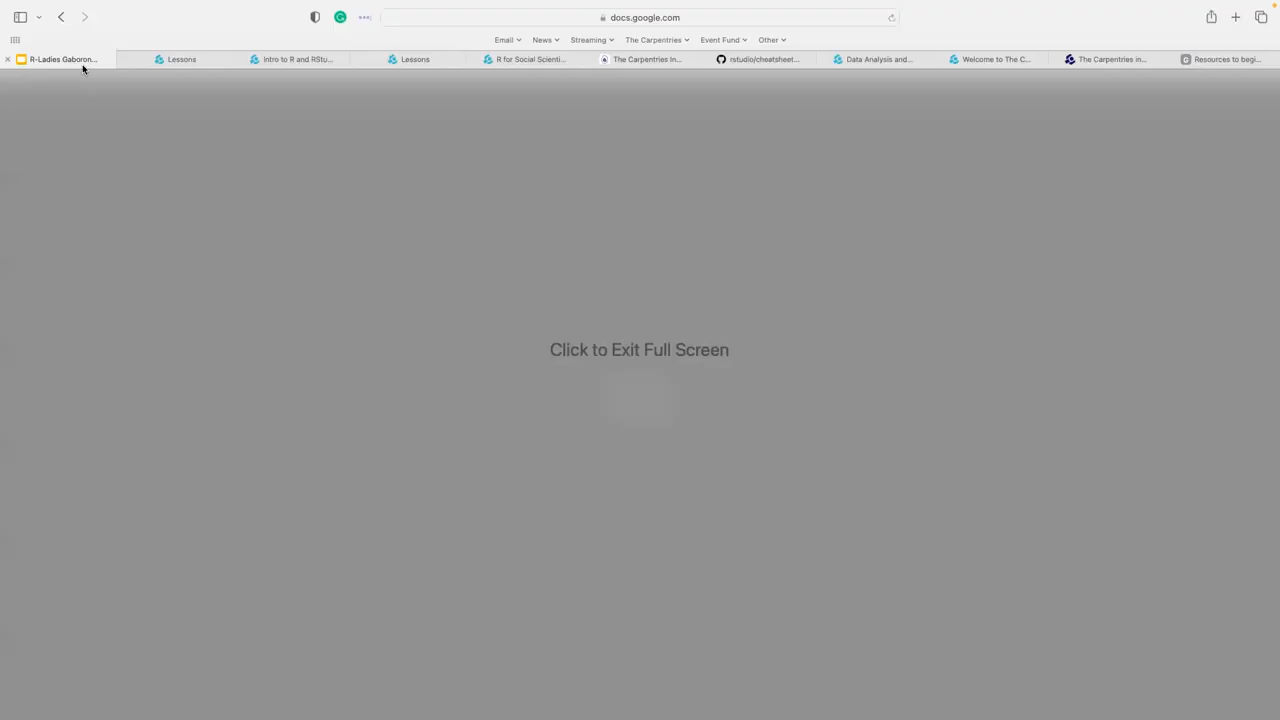 docs.google.com
Email News Streaming The Carpentries Event Fund Other
R-Ladies Gaboron... Lessons Intro to R and RStu... Lessons R for Social Scienti... The Carpentries In... rstudio/cheatsheet... Data Analysis and... Welcome to The C... The Carpentries in... Resources to begi...
Click to Exit Full Screen